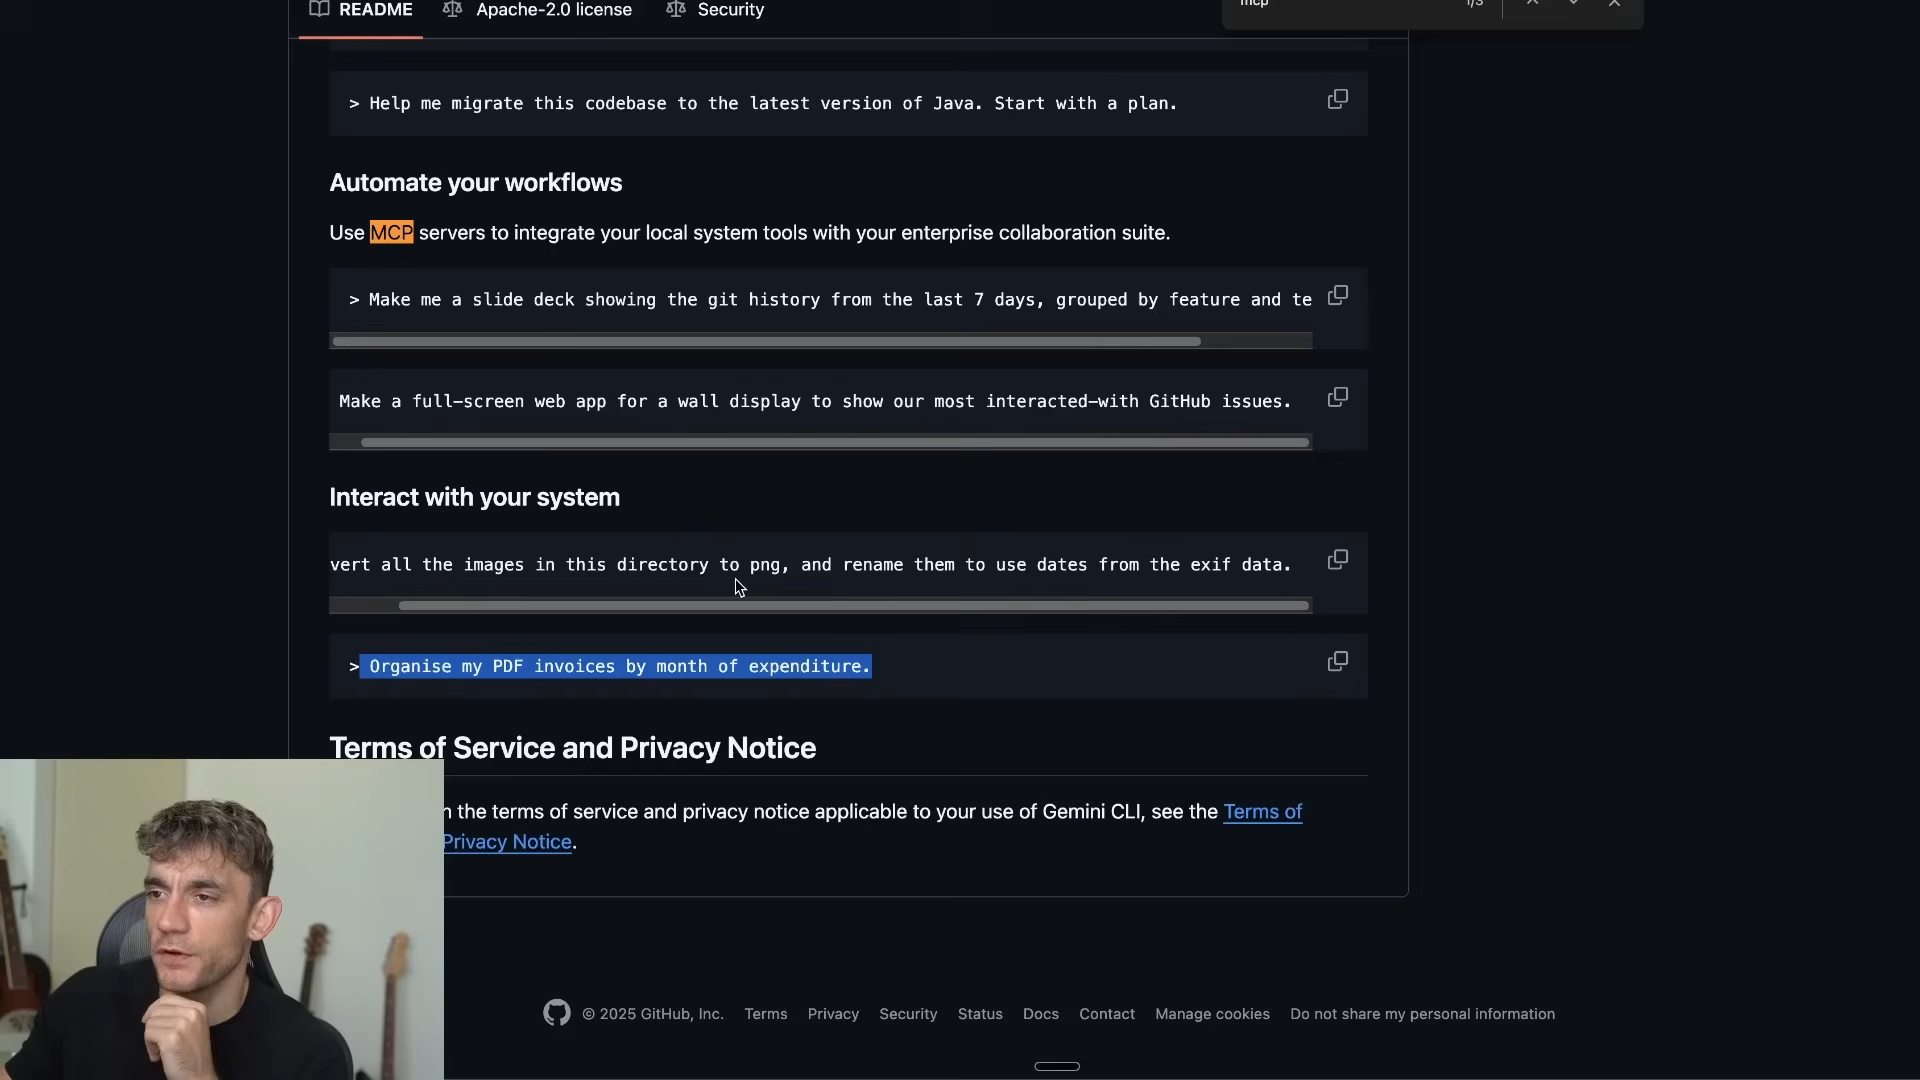 README Apache-2.0 license Security
1/3
> Help me migrate this codebase to the latest version of Java. Start with a plan.
Automate your workflows
Use MCP servers to integrate your local system tools with your enterprise collaboration suite.
> Make me a slide deck showing the git history from the last 7 days, grouped by feature and te
Make a full-screen web app for a wall display to show our most interacted-with GitHub issues.
Interact with your system
vert all the images in this directory to png, and rename them to use dates from the exif data.
> Organise my PDF invoices by month of expenditure.
Terms of Service and Privacy Notice
n the terms of service and privacy notice applicable to your use of Gemini CLI, see the Terms of
Privacy Notice.
© 2025 GitHub, Inc. Terms Privacy Security Status Docs Contact Manage cookies Do not share my personal information